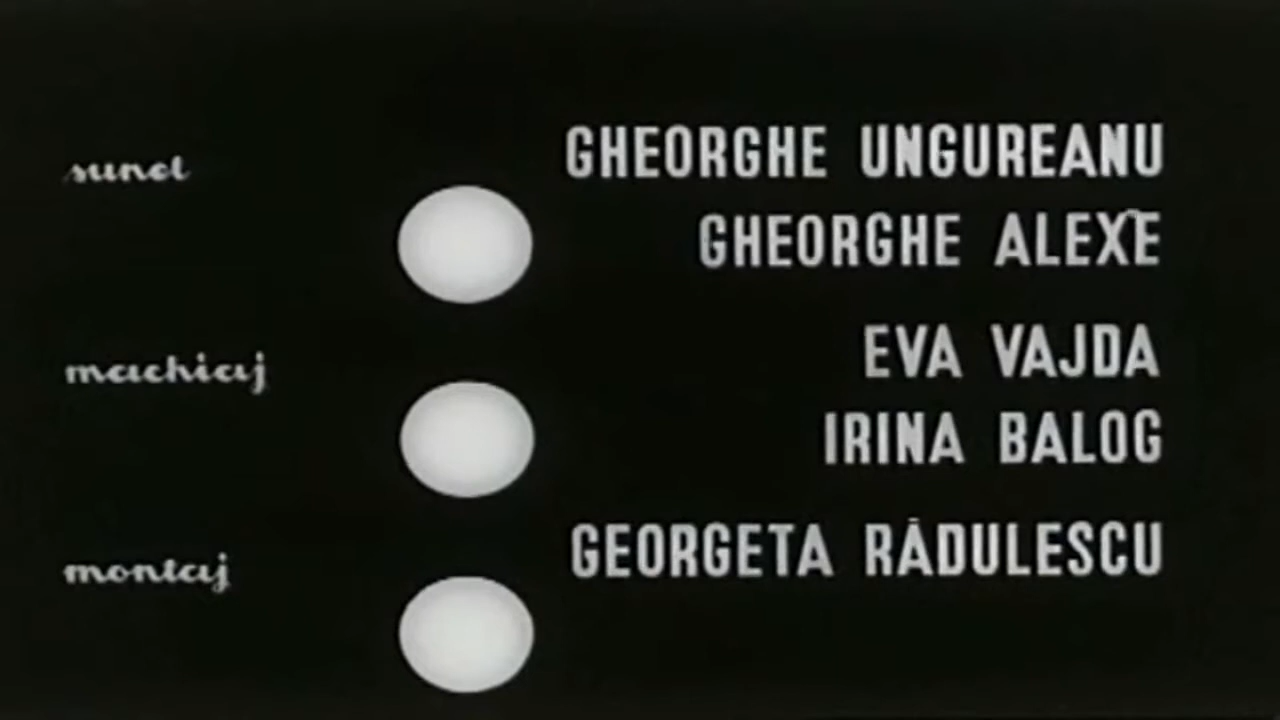 sunet
GHEORGHE UNGUREANU
GHEORGHE ALEXE
machiaj
EVA VAJDA
IRINA BALOG
montaj
GEORGETA RĂDULESCU